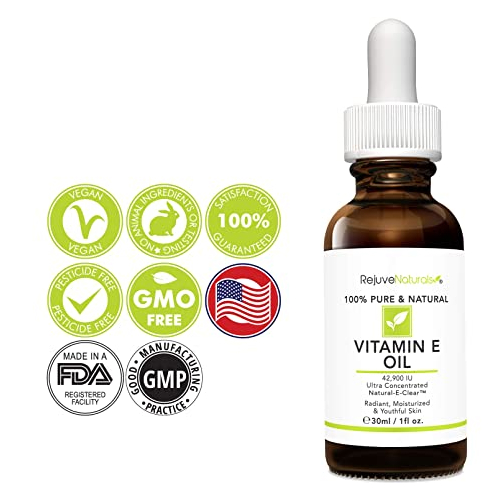 VEGAN
VEGAN
NO ANIMAL INGREDIENTS OR TESTING
SATISFACTION
100%
GUARANTEED
PESTICIDE FREE
PESTICIDE FREE
GMO
FREE
MADE IN A
FDA
REGISTERED
FACILITY
GOOD • MANUFACTURING
GMP
• PRACTICE •
RejuveNaturals®
100% PURE & NATURAL
VITAMIN E
OIL
42,900 IU
Ultra Concentrated
Natural-E-Clear™
Radiant, Moisturized
& Youthful Skin
℮30ml / 1fl oz.